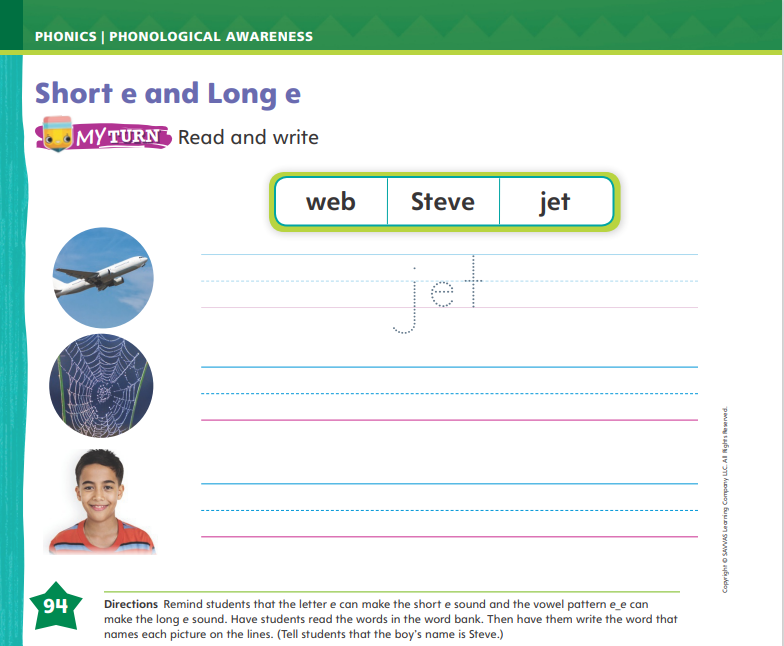 PHONICS | PHONOLOGICAL AWARENESS
Short e and Long e
MY TURN Read and write
web Steve jet
jet
94
Directions Remind students that the letter e can make the short e sound and the vowel pattern e_e can
make the long e sound. Have students read the words in the word bank. Then have them write the word that
names each picture on the lines. (Tell students that the boy's name is Steve.)
Copyright © SAVVAS Learning Company LLC. All Rights Reserved.